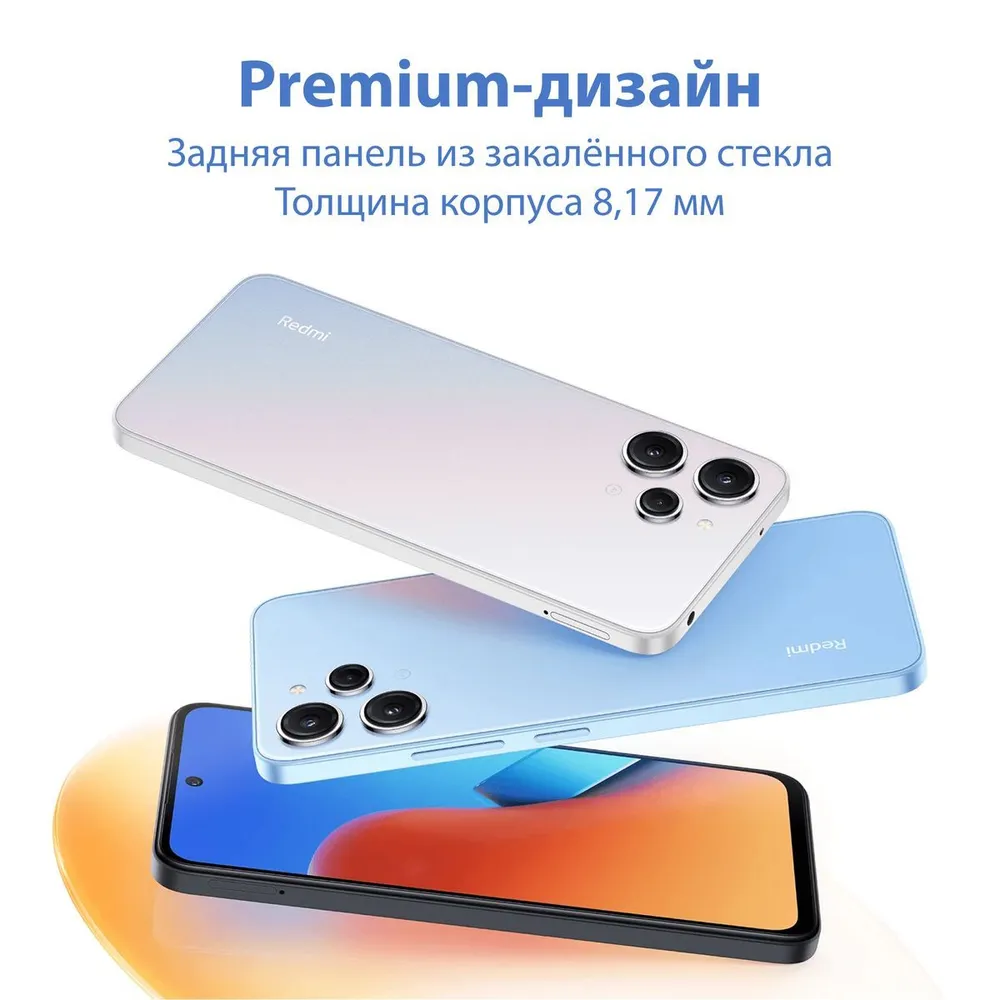 Premium-дизайн
Задняя панель из закалённого стекла
Толщина корпуса 8,17 мм
Redmi
Redmi